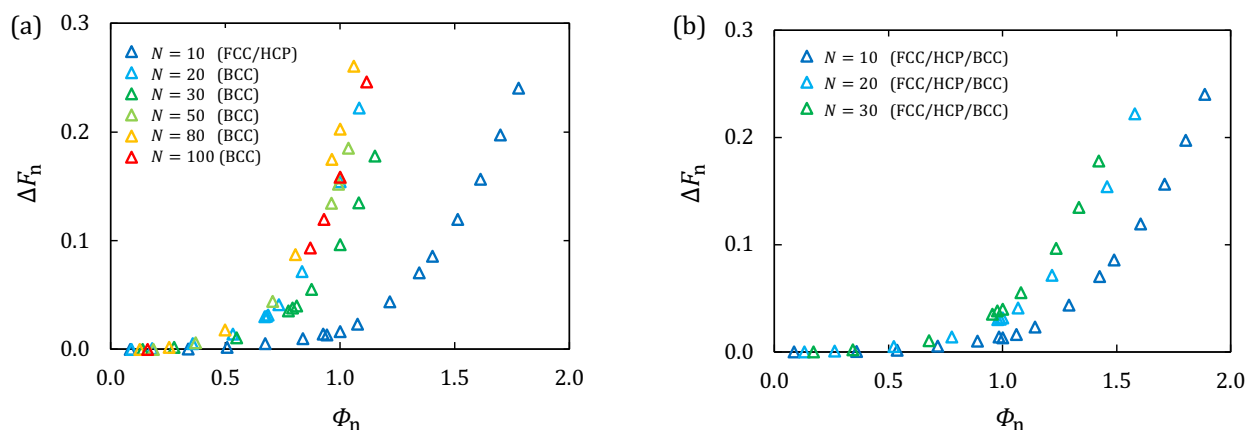 (a)
0.3
0.2
0.1
0.0
ΔFₙ
N = 10 (FCC/HCP)
N = 20 (BCC)
N = 30 (BCC)
N = 50 (BCC)
N = 80 (BCC)
N = 100 (BCC)
0.0 0.5 1.0 1.5 2.0
Φₙ
(b)
0.3
0.2
0.1
0.0
ΔFₙ
N = 10 (FCC/HCP/BCC)
N = 20 (FCC/HCP/BCC)
N = 30 (FCC/HCP/BCC)
0.0 0.5 1.0 1.5 2.0
Φₙ